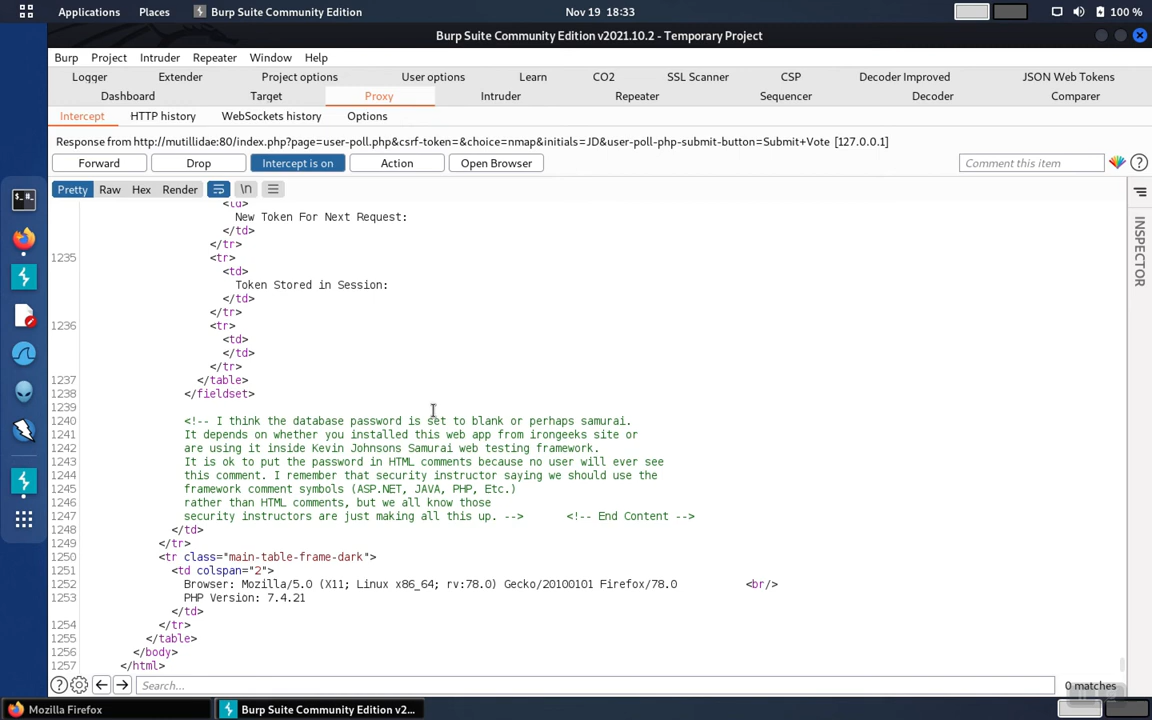 Applications Places Burp Suite Community Edition Nov 19 18:33 100 %
Burp Suite Community Edition v2021.10.2 - Temporary Project
Burp Project Intruder Repeater Window Help
Logger Extender Project options User options Learn CO2 SSL Scanner CSP Decoder Improved JSON Web Tokens
Dashboard Target Proxy Intruder Repeater Sequencer Decoder Comparer
Intercept HTTP history WebSockets history Options
Response from http://mutillidae:80/index.php?page=user-poll.php&csrf-token=&choice=nmap&initials=JD&user-poll-php-submit-button=Submit+Vote [127.0.0.1]
Forward Drop Intercept is on Action Open Browser Comment this item
Pretty Raw Hex Render \n
INSPECTOR
<td>
New Token For Next Request:
</td>
</tr>
1235 <tr>
<td>
Token Stored in Session:
</td>
</tr>
1236 <tr>
<td>
</td>
</tr>
1237 </table>
1238 </fieldset>
1239
1240 <!-- I think the database password is set to blank or perhaps samurai.
1241 It depends on whether you installed this web app from irongeeks site or
1242 are using it inside Kevin Johnsons Samurai web testing framework.
1243 It is ok to put the password in HTML comments because no user will ever see
1244 this comment. I remember that security instructor saying we should use the
1245 framework comment symbols (ASP.NET, JAVA, PHP, Etc.)
1246 rather than HTML comments, but we all know those
1247 security instructors are just making all this up. --> <!-- End Content -->
1248 </td>
1249 </tr>
1250 <tr class="main-table-frame-dark">
1251 <td colspan="2">
1252 Browser: Mozilla/5.0 (X11; Linux x86_64; rv:78.0) Gecko/20100101 Firefox/78.0 <br/>
1253 PHP Version: 7.4.21
</td>
1254 </tr>
1255 </table>
1256 </body>
1257 </html>
Search... 0 matches
Mozilla Firefox Burp Suite Community Edition v2...